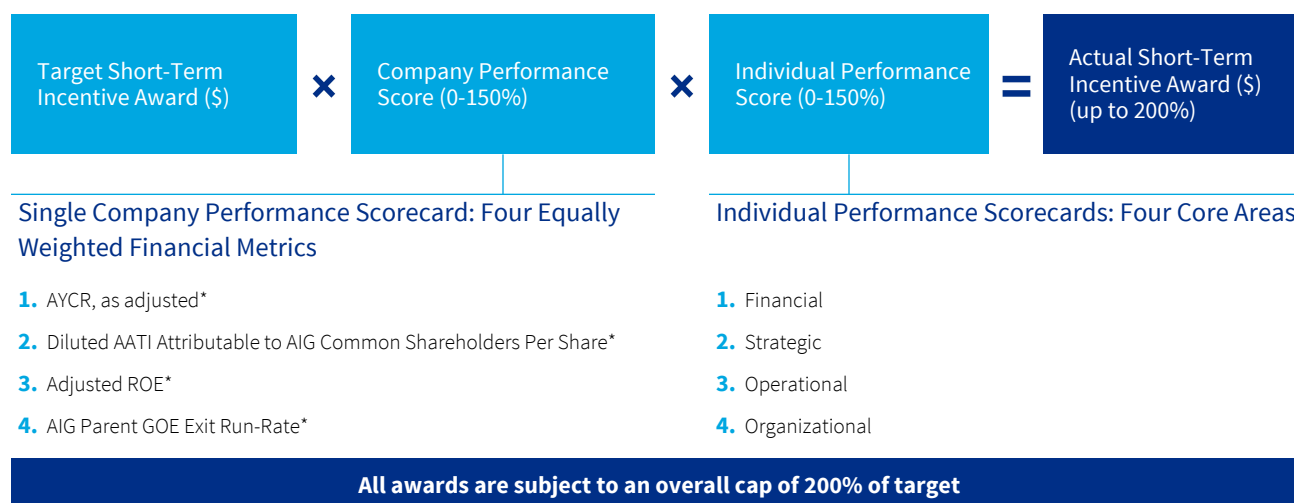 Target Short-Term
Incentive Award ($)
×
Company Performance
Score (0-150%)
×
Individual Performance
Score (0-150%)
=
Actual Short-Term
Incentive Award ($)
(up to 200%)
Single Company Performance Scorecard: Four Equally
Weighted Financial Metrics
1. AYCR, as adjusted*
2. Diluted AATI Attributable to AIG Common Shareholders Per Share*
3. Adjusted ROE*
4. AIG Parent GOE Exit Run-Rate*
Individual Performance Scorecards: Four Core Areas
1. Financial
2. Strategic
3. Operational
4. Organizational
All awards are subject to an overall cap of 200% of target